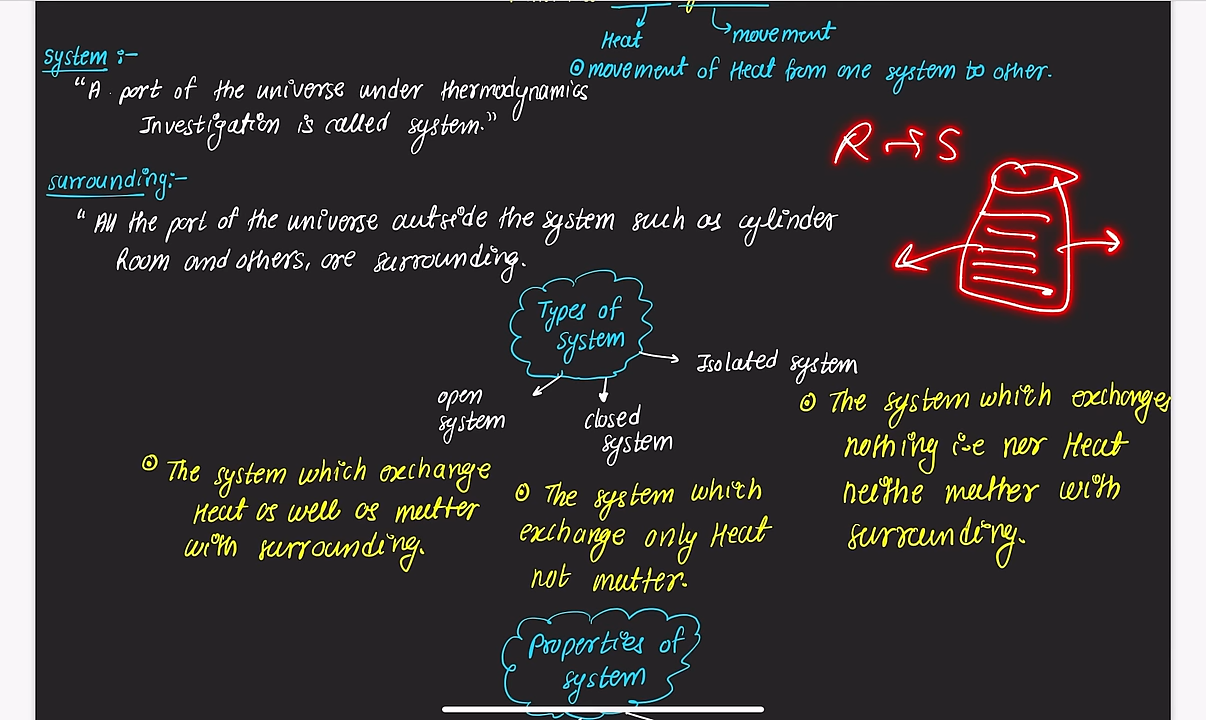 Heat
movement
⊙ movement of Heat from one system to other.
system :-
"A part of the universe under thermodynamics
Investigation is called system."
R → S
surrounding:-
"All the part of the universe outside the system such as cylinder
Room and others, are surrounding.
Types of
system
Isolated system
open
system
closed
system
⊙ The system which exchanges
nothing i.e nor Heat
neithe matter with
surrounding.
⊙ The system which exchange
Heat as well as matter
with surrounding.
⊙ The system which
exchange only Heat
not matter.
Properties of
system